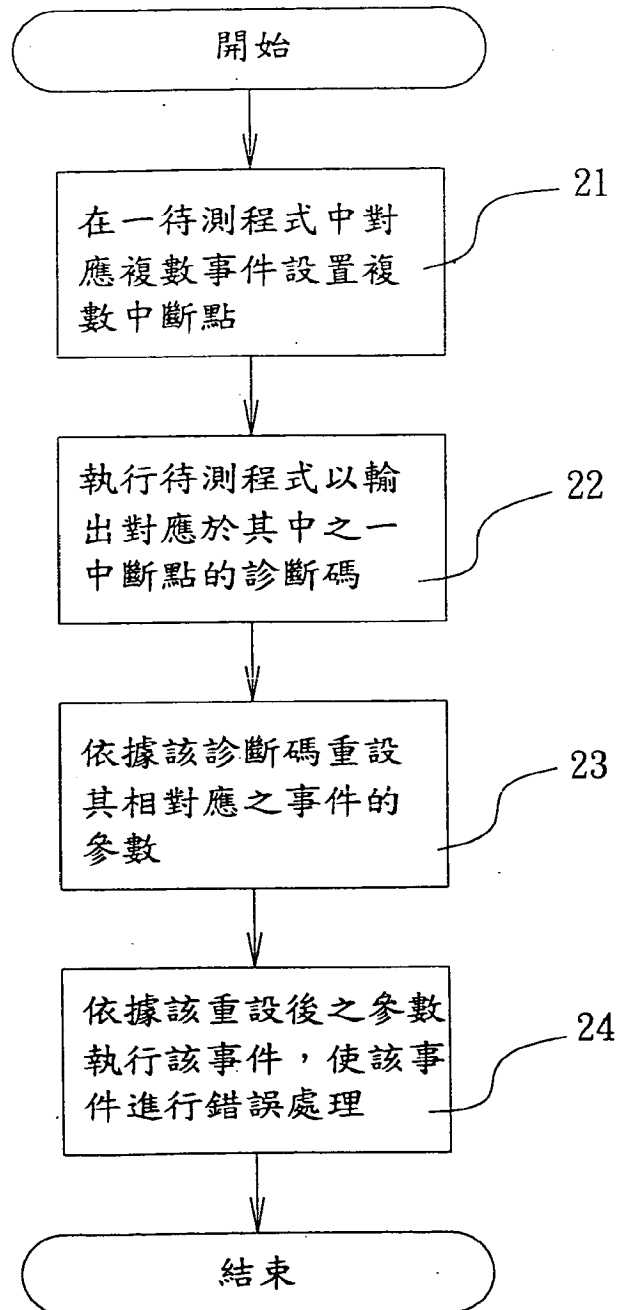 開始
21
在一待測程式中對
應複數事件設置複
數中斷點
22
執行待測程式以輸
出對應於其中之一
中斷點的診斷碼
23
依據該診斷碼重設
其相對應之事件的
參數
24
依據該重設後之參數
執行該事件，使該事
件進行錯誤處理
結束